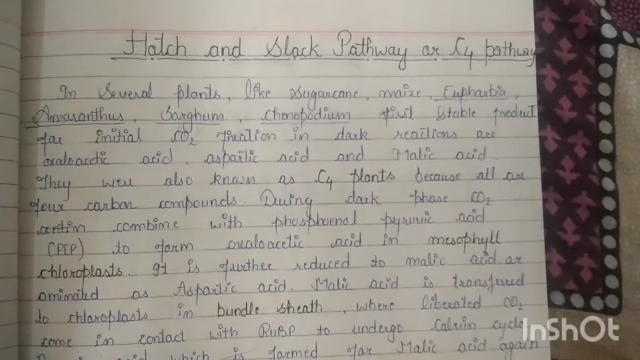 Hatch and Slack Pathway or C4 pathway
In Several plants, like sugarcane, maize, Euphorbia,
Amaranthus, Sorghum, chenopodium first stable product
for initial CO2 fixation in dark reactions are
oxaloacetic acid, aspartic acid and Malic acid.
They were also known as C4 plants because all are
four carbon compounds. During dark phase CO2
combine with phosphoenol pyruvic acid
(PEP) to form oxaloacetic acid in mesophyll
chloroplasts. It is further reduced to malic acid or
aminated as Aspartic acid. Malic acid is transferred
to chloroplasts in bundle sheath, where liberated CO2
come in contact with RuBP to undergo Calvin cycle
acid which is formed for Malic acid again
InShOt